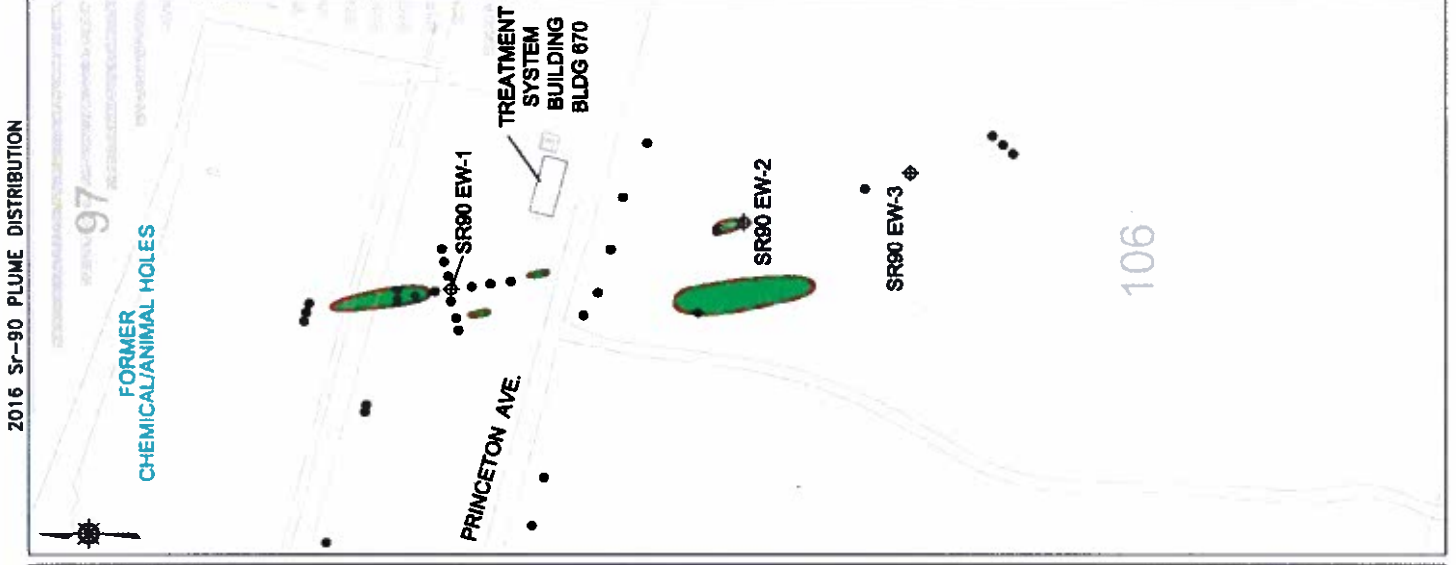 2016 Sr-90 PLUME DISTRIBUTION
97
FORMER
CHEMICAL/ANIMAL HOLES
TREATMENT
SYSTEM
BUILDING
BLDG 670
SR90 EW-1
PRINCETON AVE.
SR90 EW-2
SR90 EW-3
106